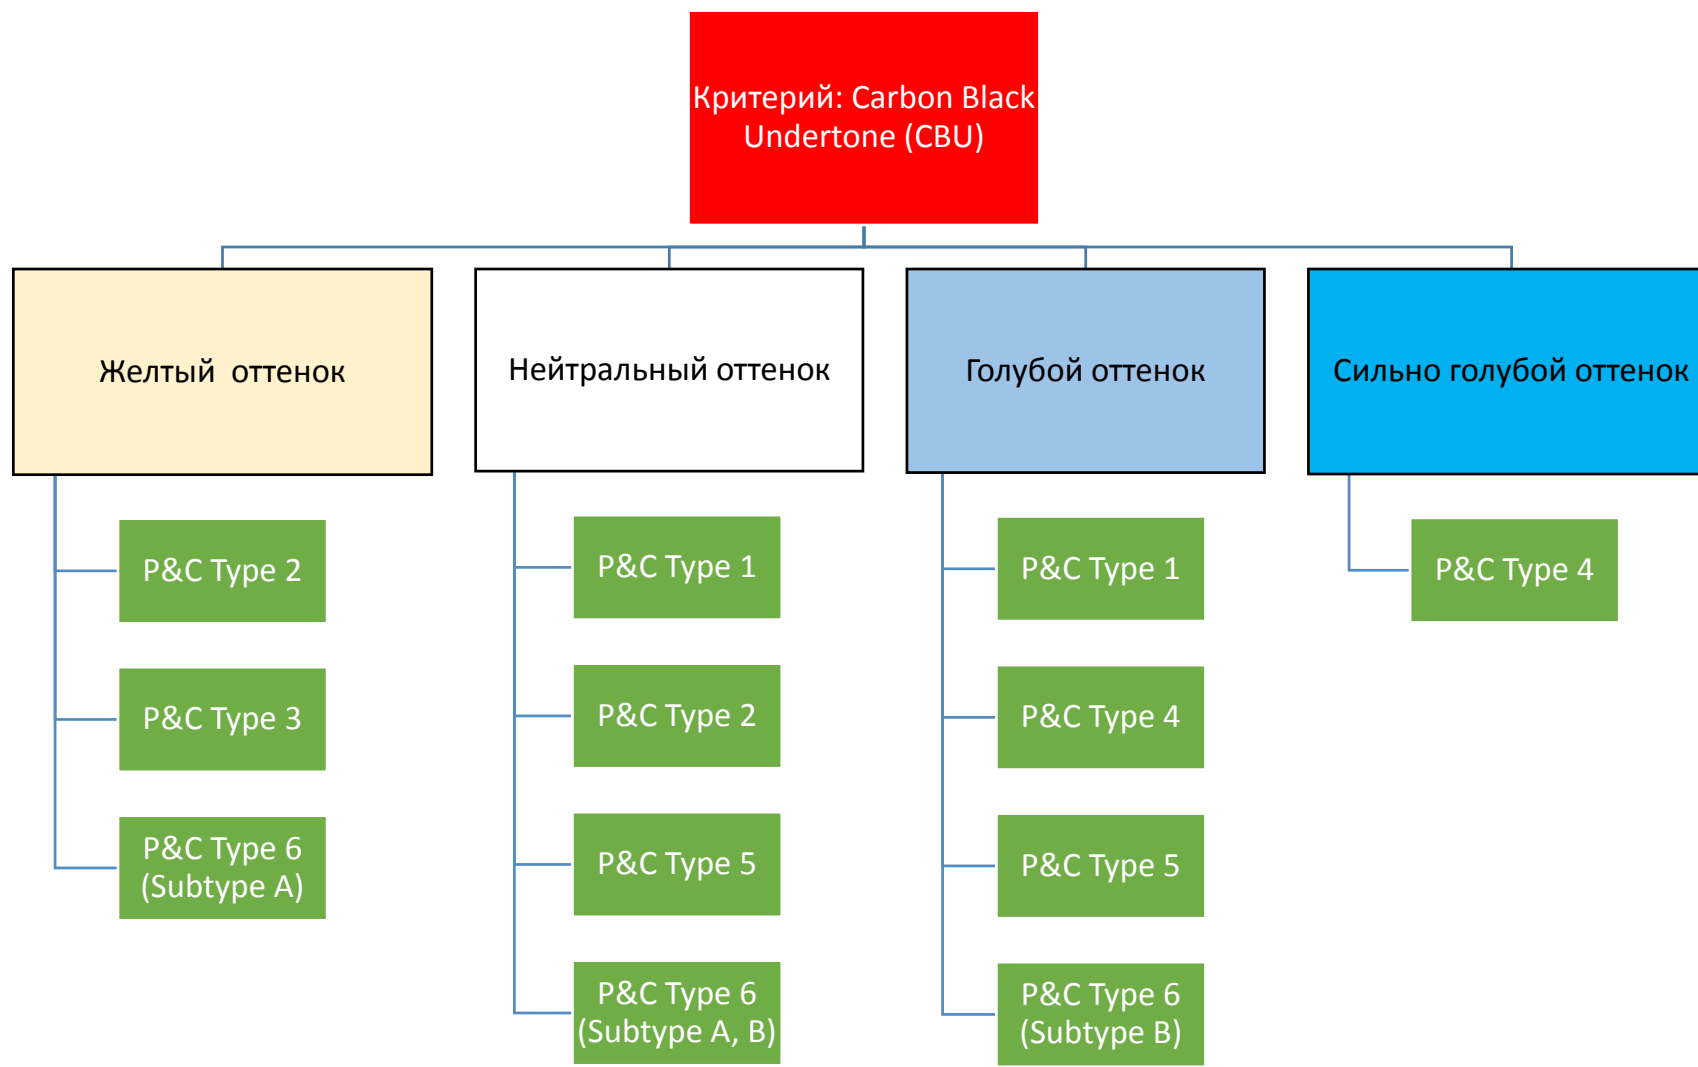 Критерий: Carbon Black
Undertone (CBU)
Желтый  оттенок
Нейтральный оттенок
Голубой оттенок
Сильно голубой оттенок
P&C Type 2
P&C Type 3
P&C Type 6
(Subtype A)
P&C Type 1
P&C Type 2
P&C Type 5
P&C Type 6
(Subtype A, B)
P&C Type 1
P&C Type 4
P&C Type 5
P&C Type 6
(Subtype B)
P&C Type 4